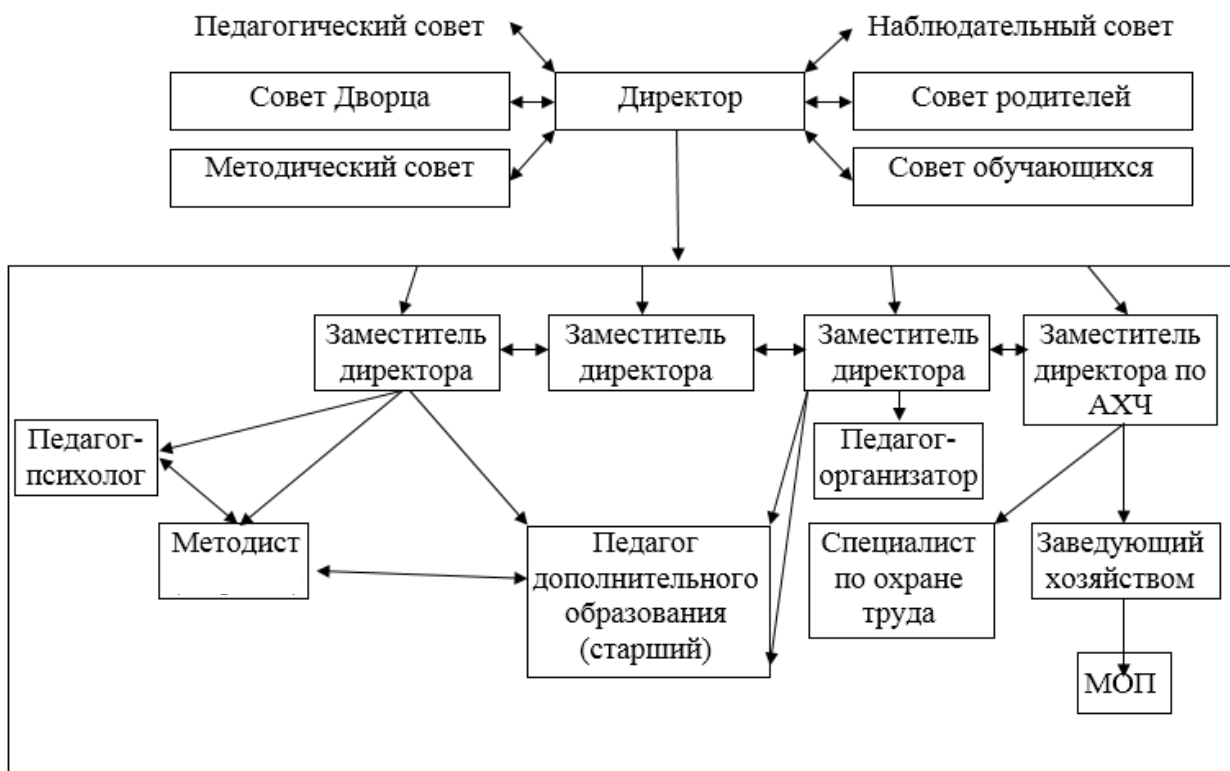 Педагогический совет
Наблюдательный совет
Совет Дворца
Директор
Совет родителей
Методический совет
Совет обучающихся
Заместитель
директора
Заместитель
директора
Заместитель
директора
Заместитель
директора по
АХЧ
Педагог-
психолог
Педагог-
организатор
Методист
Педагог
дополнительного
образования
(старший)
Специалист
по охране
труда
Заведующий
хозяйством
МОП